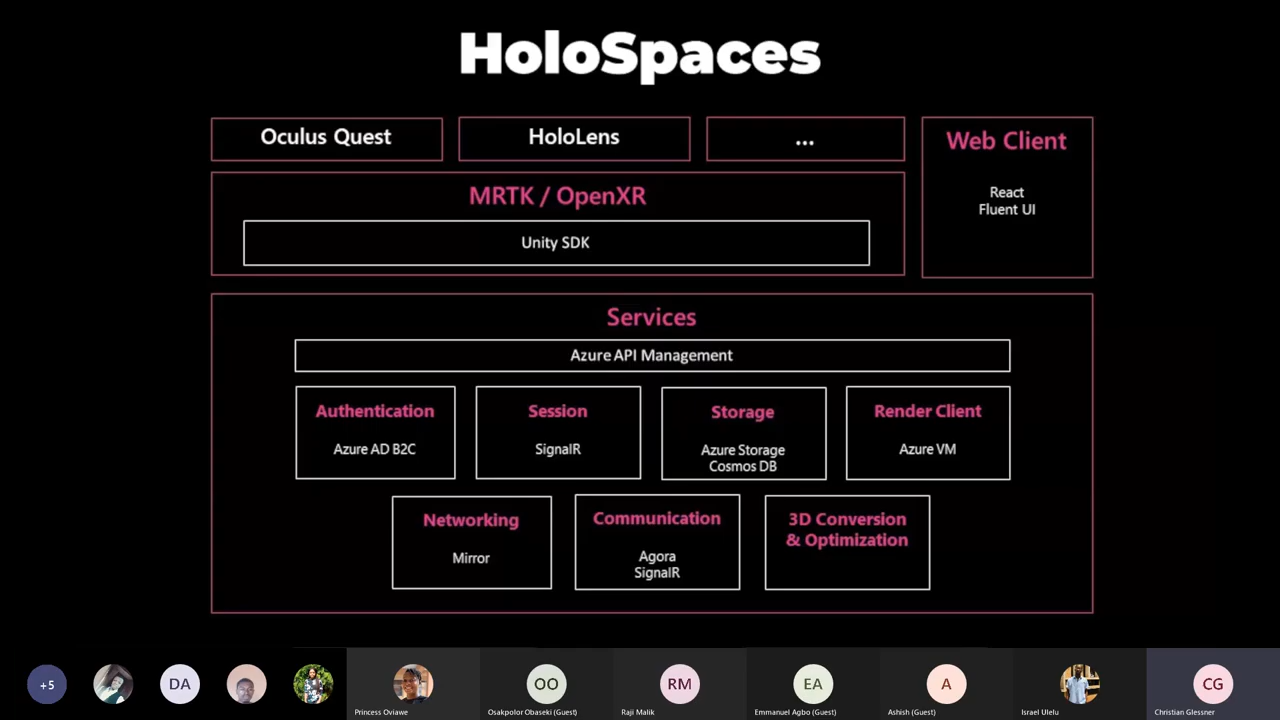 HoloSpaces
Oculus Quest
HoloLens
...
Web Client
React
Fluent UI
MRTK / OpenXR
Unity SDK
Services
Azure API Management
Authentication
Azure AD B2C
Session
SignalR
Storage
Azure Storage
Cosmos DB
Render Client
Azure VM
Networking
Mirror
Communication
Agora
SignalR
3D Conversion
& Optimization
+5
DA
OO
RM
EA
A
CG
Princess Oviawe
Osakpolor Obaseki (Guest)
Raji Malik
Emmanuel Agbo (Guest)
Ashish (Guest)
Israel Ulelu
Christian Glessner